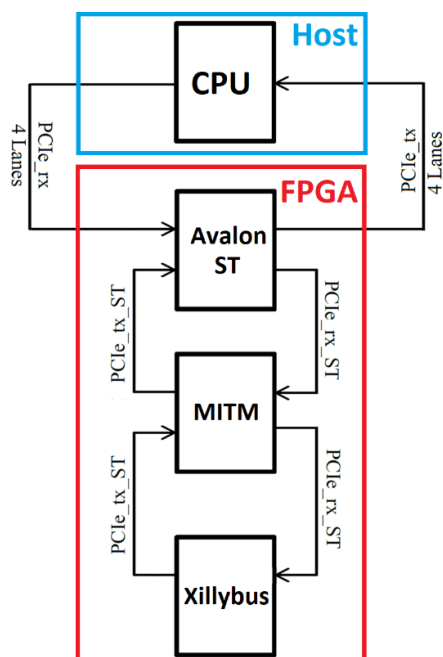 Host
CPU
PCIe_rx
4 Lanes
PCIe_tx
4 Lanes
FPGA
Avalon
ST
PCIe_tx_ST
PCIe_rx_ST
MITM
PCIe_tx_ST
PCIe_rx_ST
Xillybus